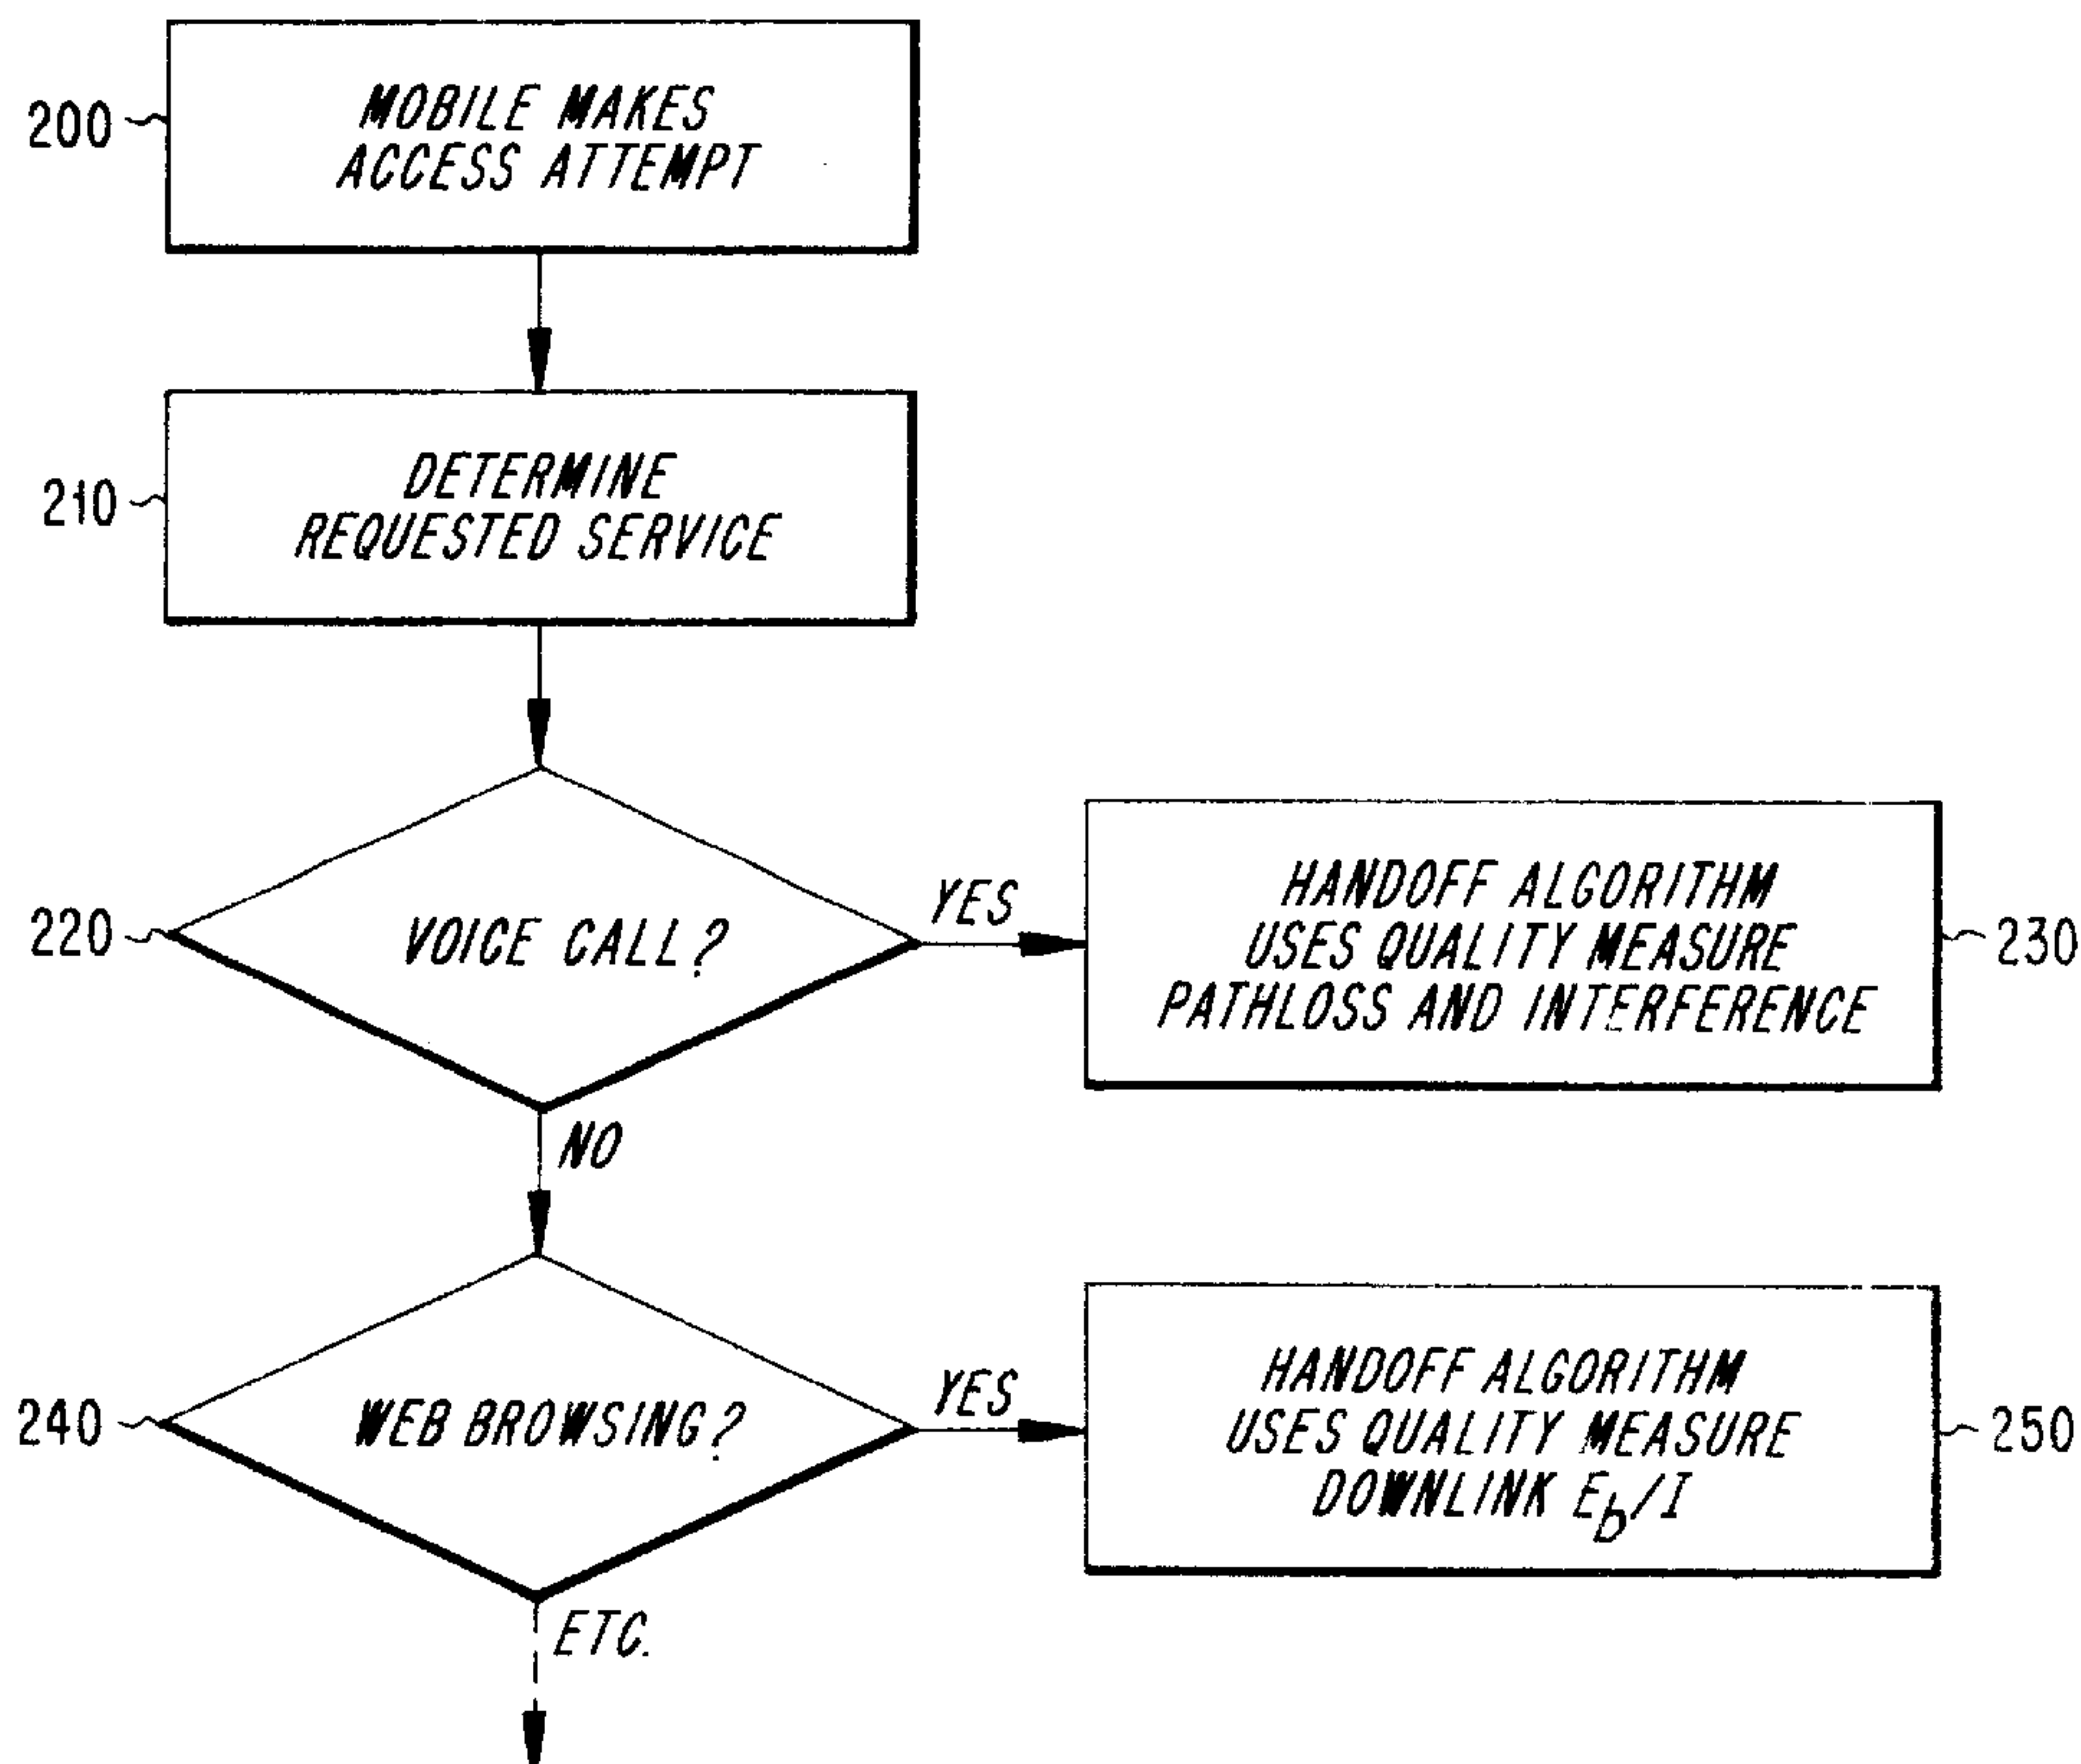 200
MOBILE MAKES
ACCESS ATTEMPT
210
DETERMINE
REQUESTED SERVICE
220
VOICE CALL?
YES
HANDOFF ALGORITHM
USES QUALITY MEASURE
PATHLOSS AND INTERFERENCE
230
NO
240
WEB BROWSING?
YES
HANDOFF ALGORITHM
USES QUALITY MEASURE
DOWNLINK Eb/I
250
ETC.